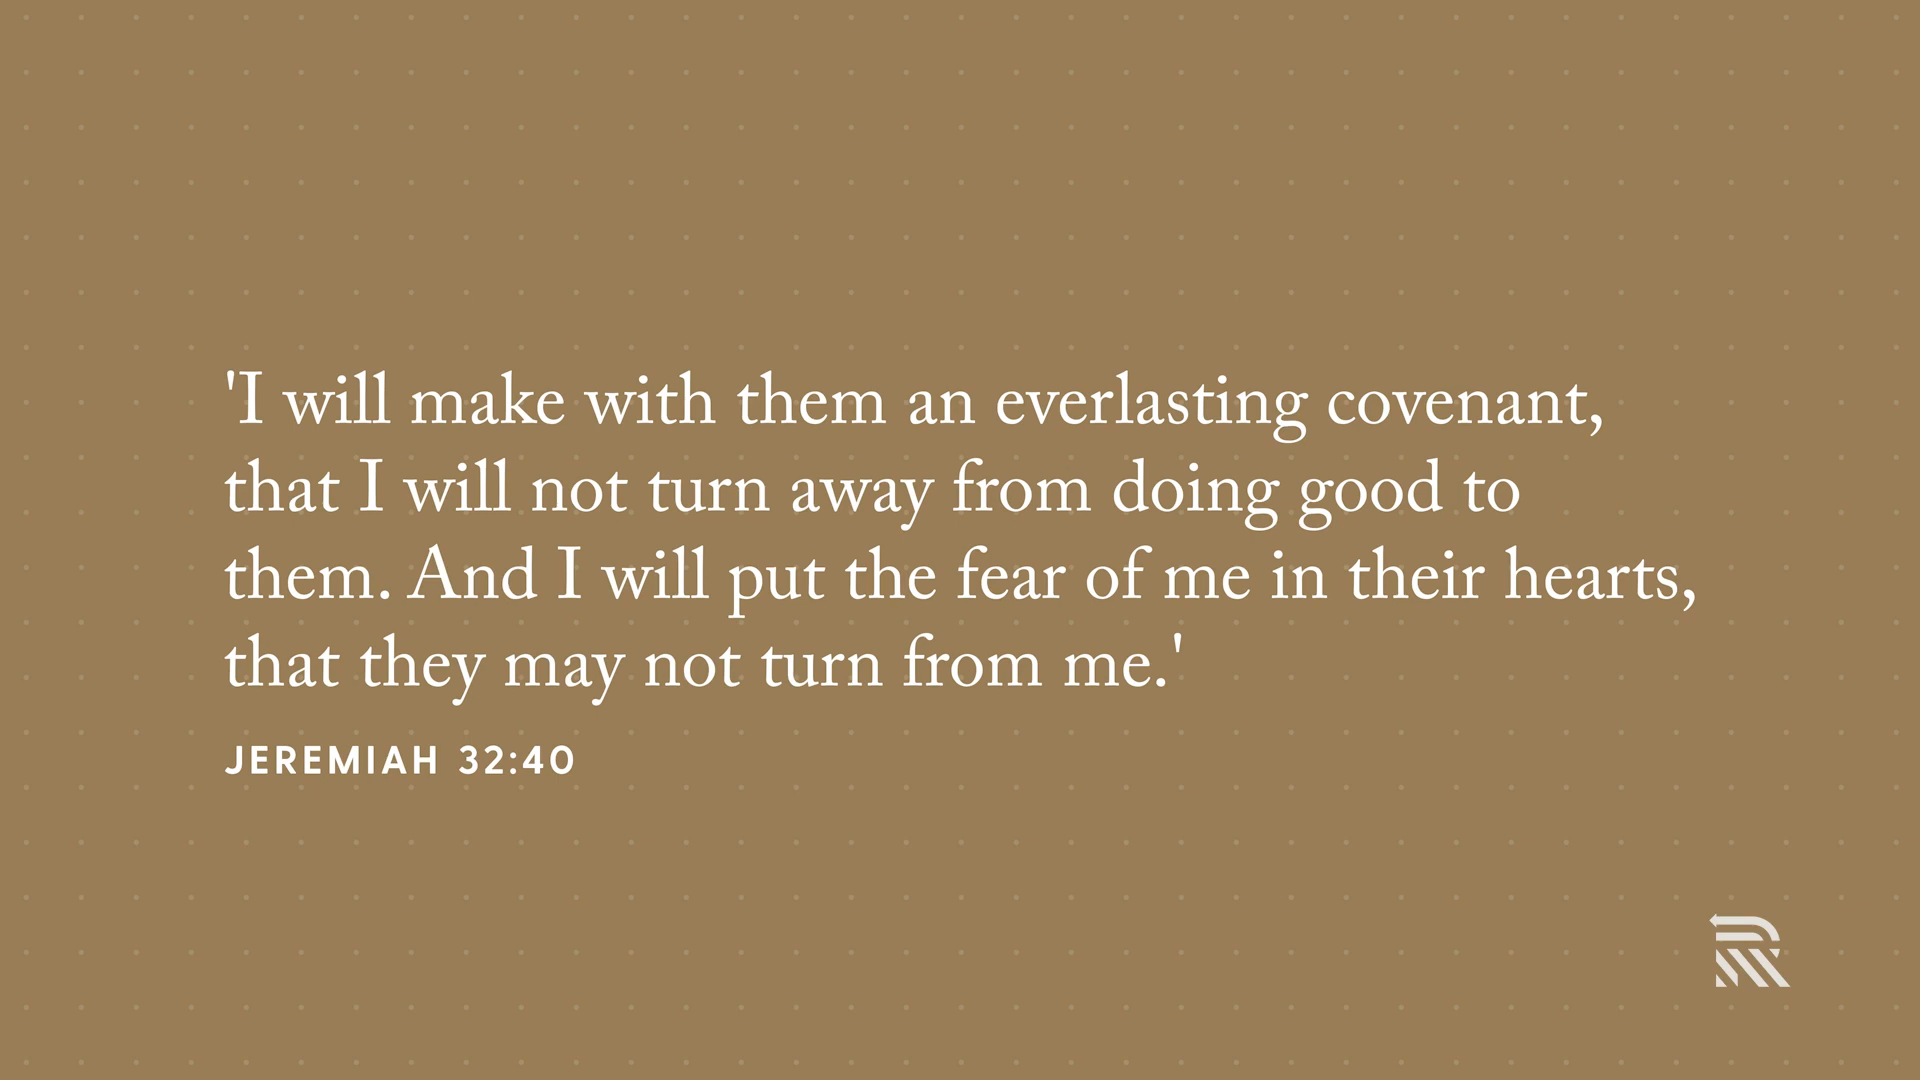 'I will make with them an everlasting covenant,
that I will not turn away from doing good to
them. And I will put the fear of me in their hearts,
that they may not turn from me.'
JEREMIAH 32:40